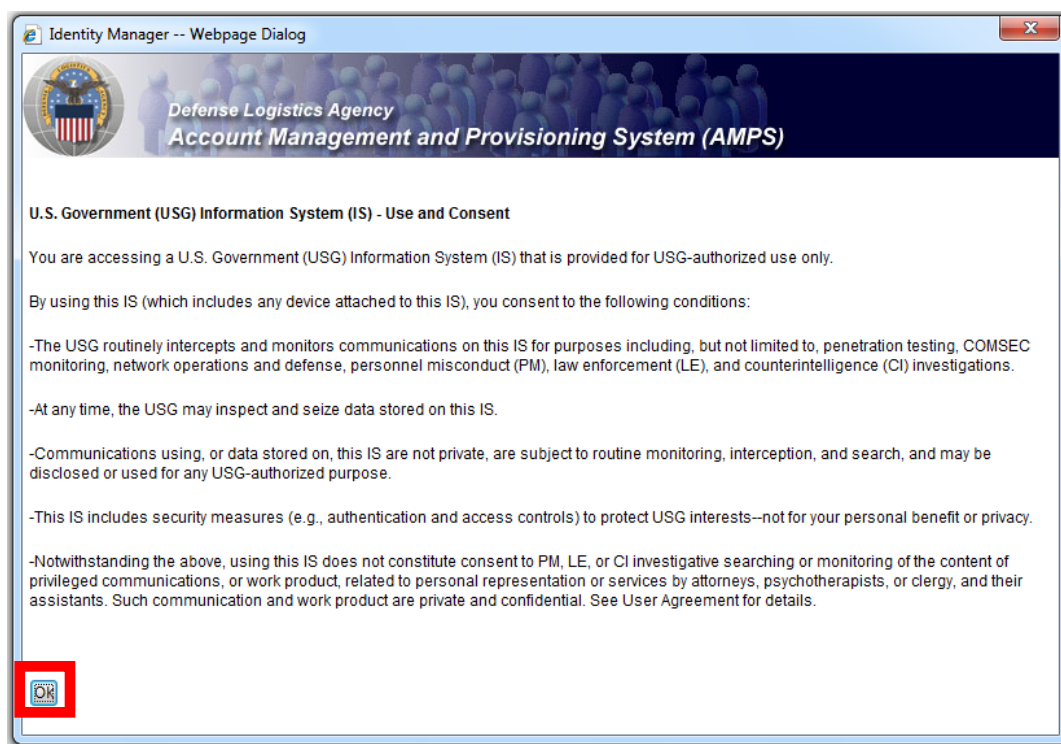 Identity Manager -- Webpage Dialog
Defense Logistics Agency
Account Management and Provisioning System (AMPS)
U.S. Government (USG) Information System (IS) - Use and Consent
You are accessing a U.S. Government (USG) Information System (IS) that is provided for USG-authorized use only.
By using this IS (which includes any device attached to this IS), you consent to the following conditions:
-The USG routinely intercepts and monitors communications on this IS for purposes including, but not limited to, penetration testing, COMSEC
monitoring, network operations and defense, personnel misconduct (PM), law enforcement (LE), and counterintelligence (CI) investigations.
-At any time, the USG may inspect and seize data stored on this IS.
-Communications using, or data stored on, this IS are not private, are subject to routine monitoring, interception, and search, and may be
disclosed or used for any USG-authorized purpose.
-This IS includes security measures (e.g., authentication and access controls) to protect USG interests--not for your personal benefit or privacy.
-Notwithstanding the above, using this IS does not constitute consent to PM, LE, or CI investigative searching or monitoring of the content of
privileged communications, or work product, related to personal representation or services by attorneys, psychotherapists, or clergy, and their
assistants. Such communication and work product are private and confidential. See User Agreement for details.
Ok